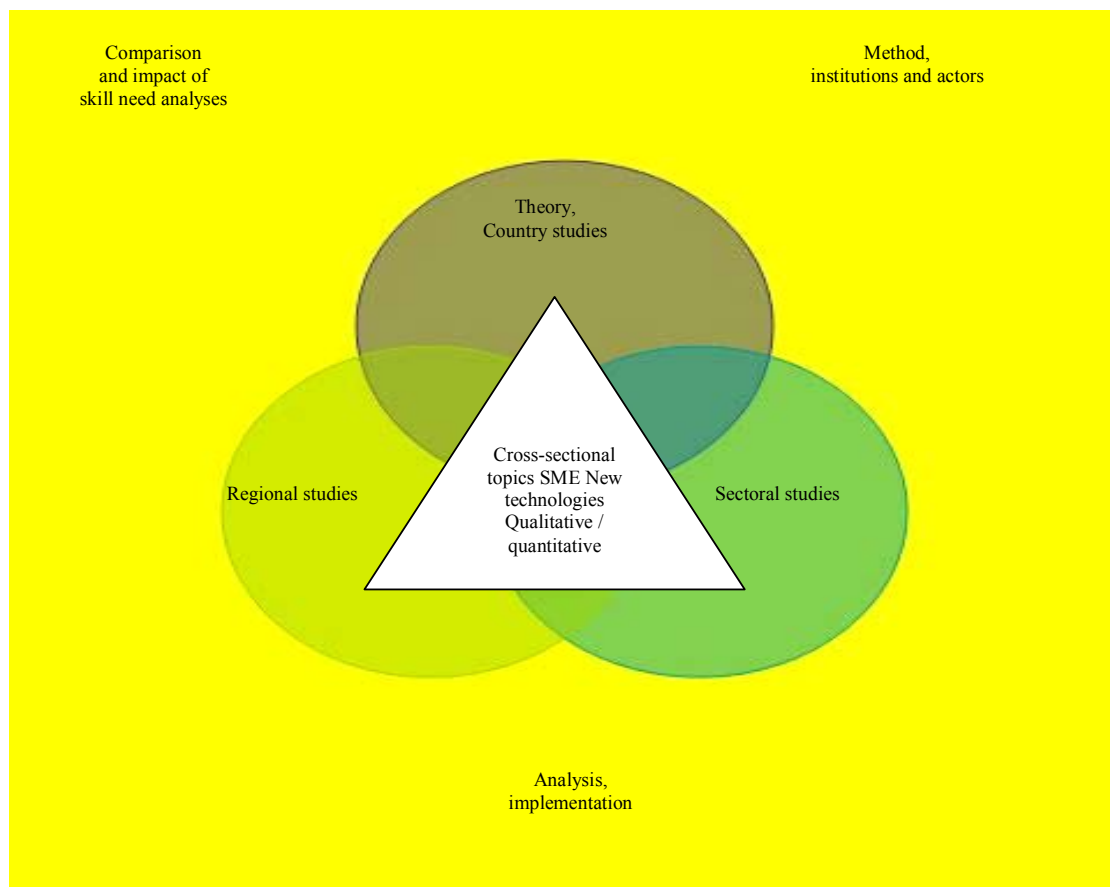 Comparison
and impact of
skill need analyses
Method,
institutions and actors
Theory,
Country studies
Regional studies
Cross-sectional
topics SME New
technologies
Qualitative /
quantitative
Sectoral studies
Analysis,
implementation